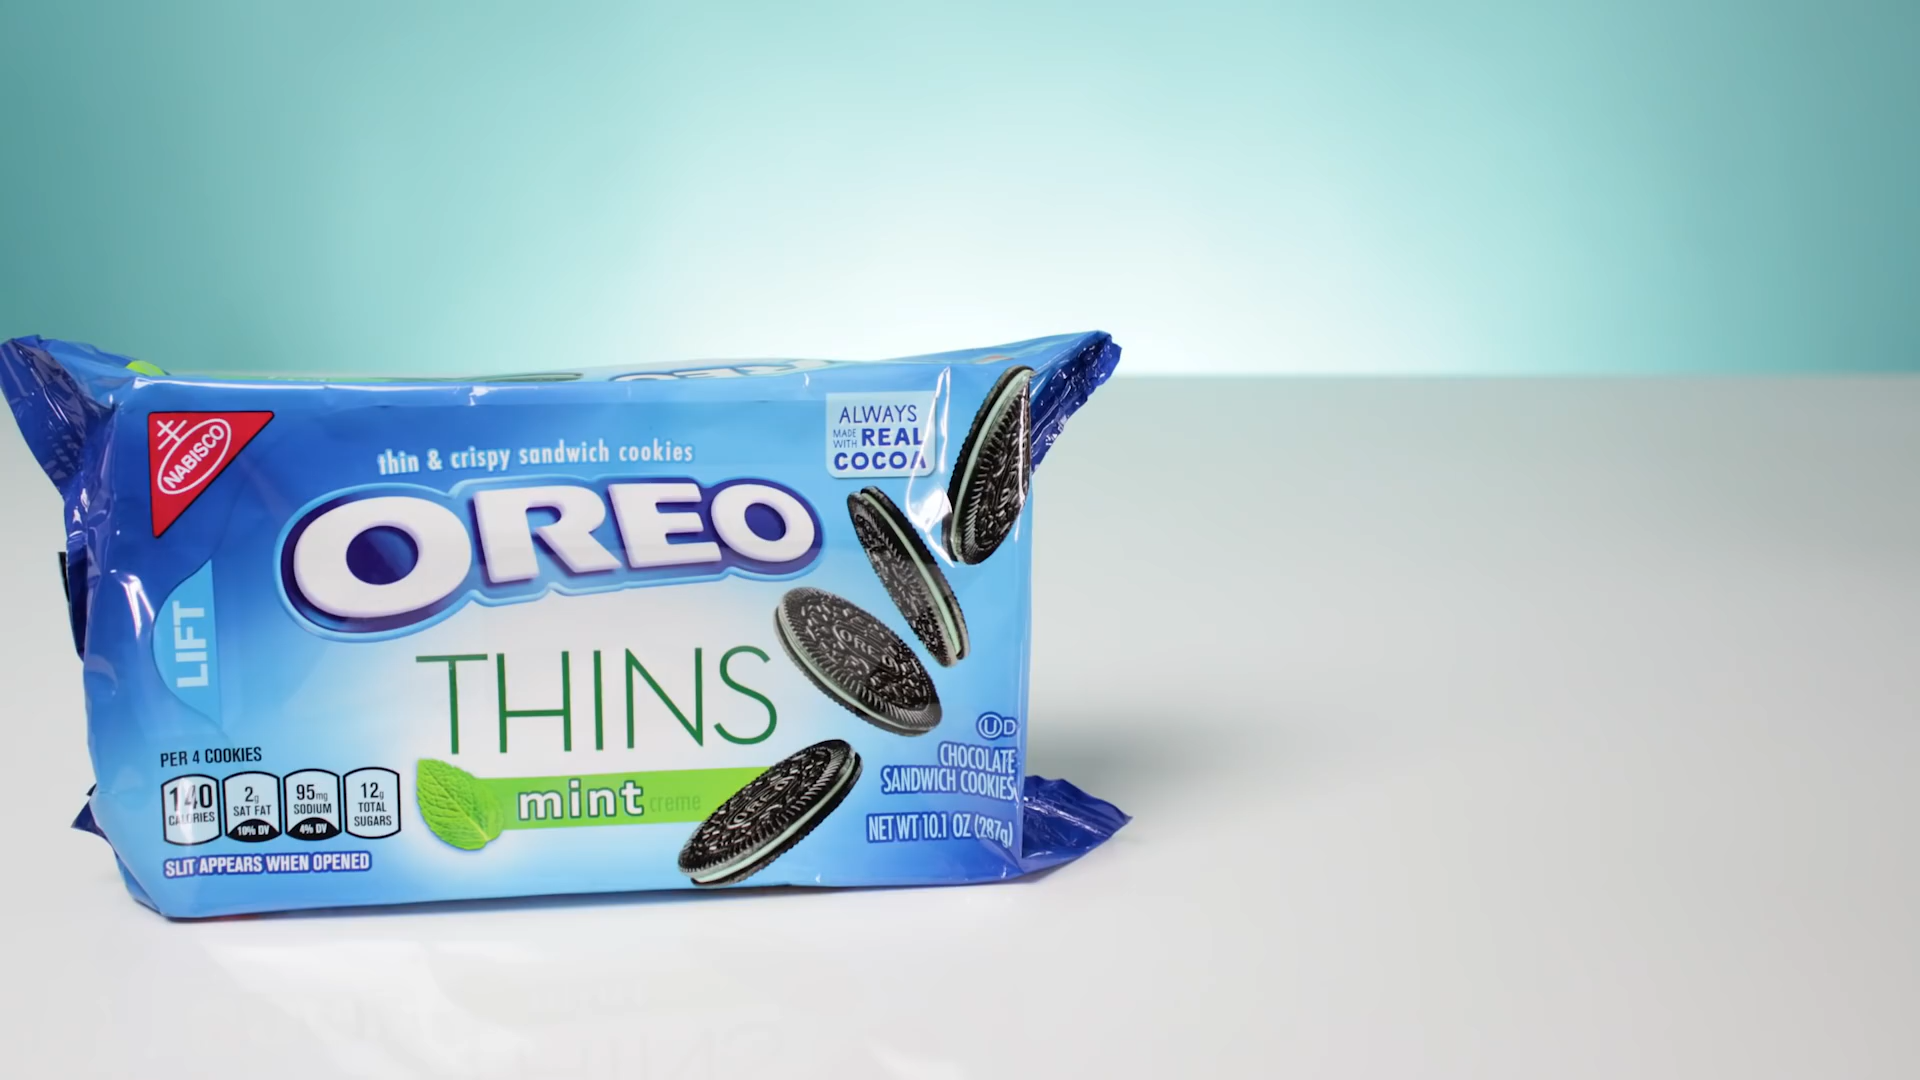 NABISCO
thin & crispy sandwich cookies
ALWAYS
MADE WITH REAL
COCOA
OREO
LIFT
THINS
OREO
mint creme
PER 4 COOKIES
140
CALORIES
2g
SAT FAT
10% DV
95mg
SODIUM
4% DV
12g
TOTAL
SUGARS
SLIT APPEARS WHEN OPENED
U D
CHOCOLATE
SANDWICH COOKIES
NET WT 10.1 OZ (287g)